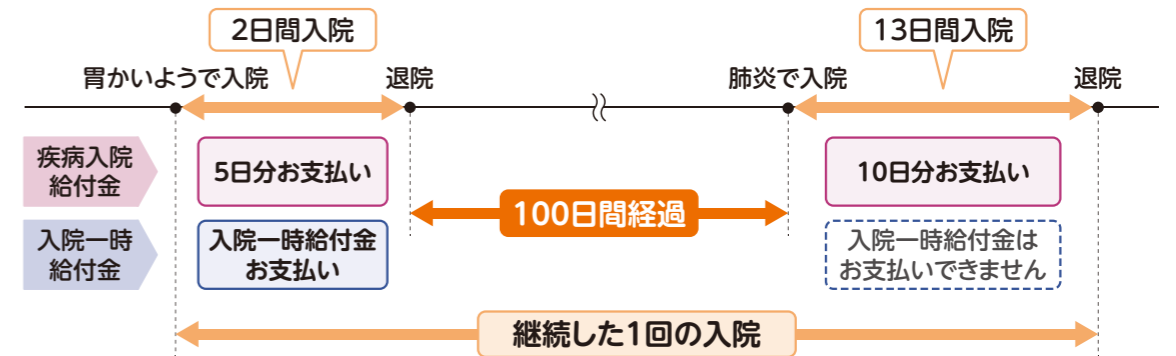 2日間入院
13日間入院
胃かいようで入院
退院
肺炎で入院
退院
疾病入院
給付金
5日分お支払い
10日分お支払い
100日間経過
入院一時
給付金
入院一時給付金
お支払い
入院一時給付金は
お支払いできません
継続した1回の入院